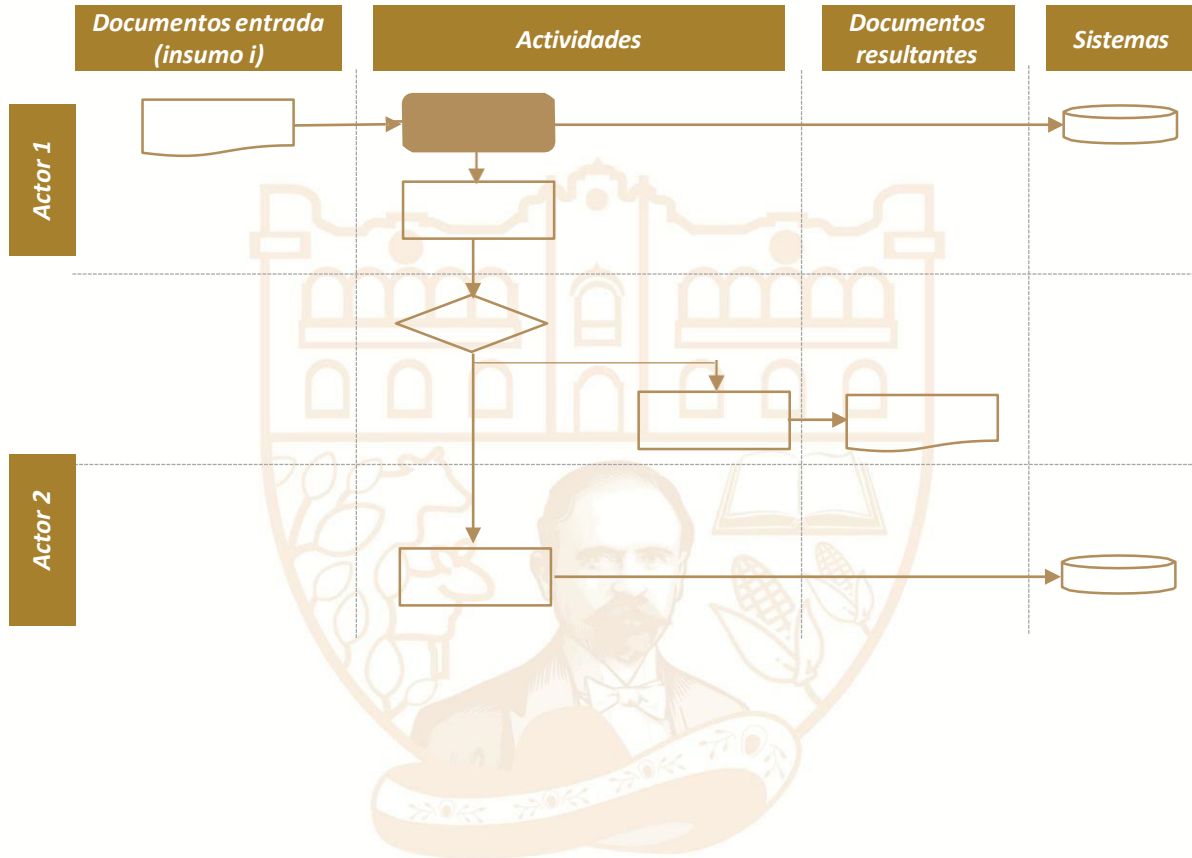 Documentos entrada
(insumo i)
Actividades
Documentos
resultantes
Sistemas
Actor 1
Actor 2